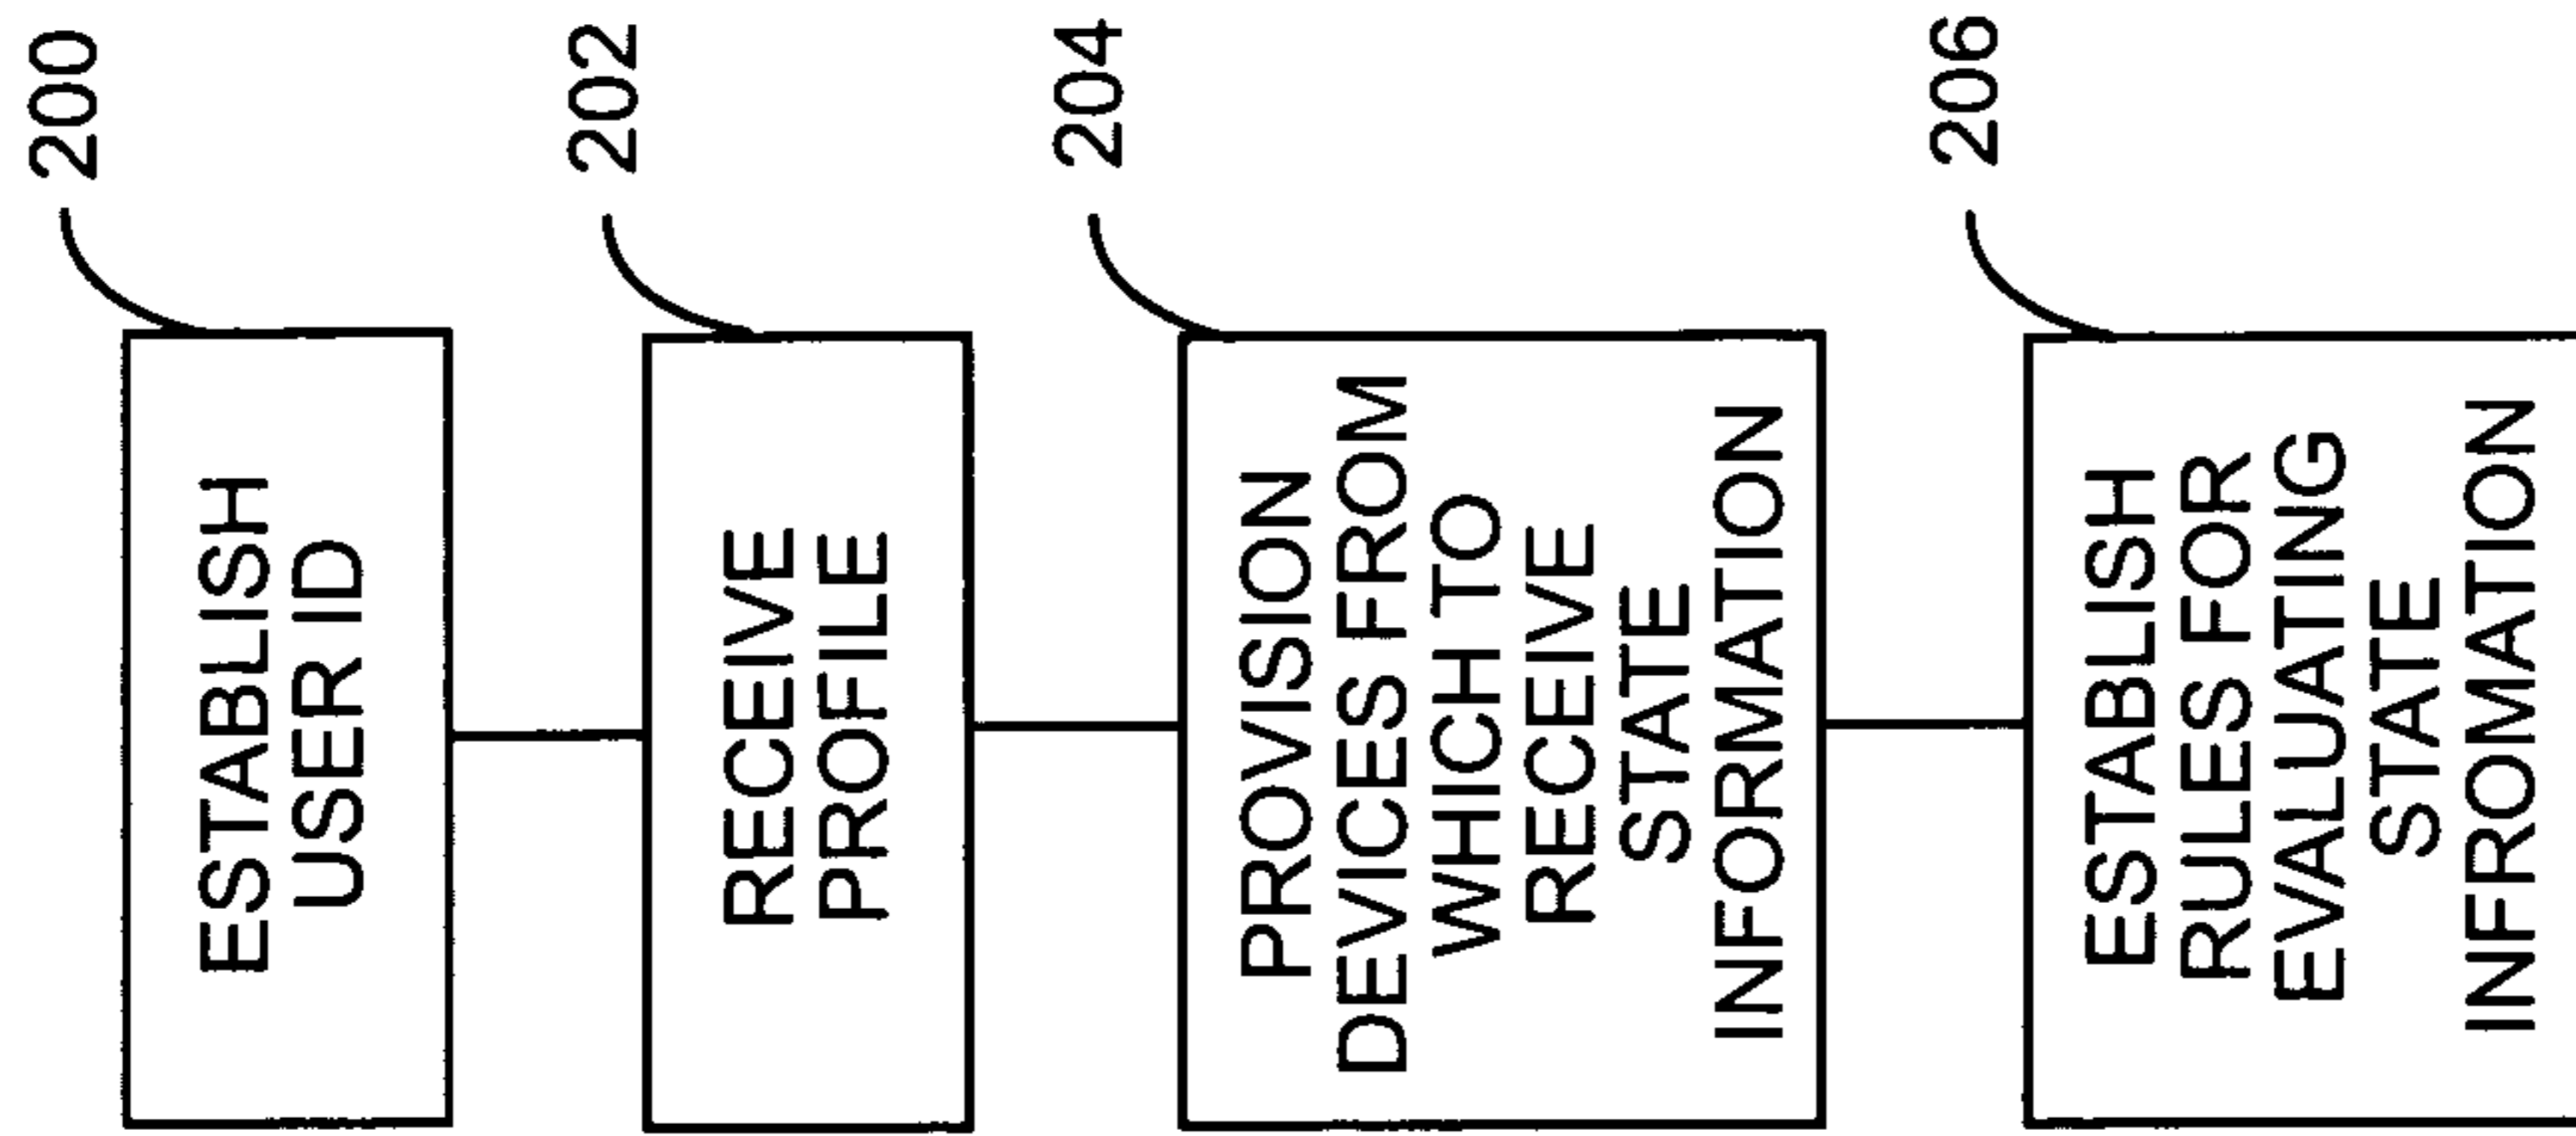 200
ESTABLISH
USER ID
202
RECEIVE
PROFILE
204
PROVISION
DEVICES FROM
WHICH TO
RECEIVE
STATE
INFORMATION
206
ESTABLISH
RULES FOR
EVALUATING
STATE
INFROMATION